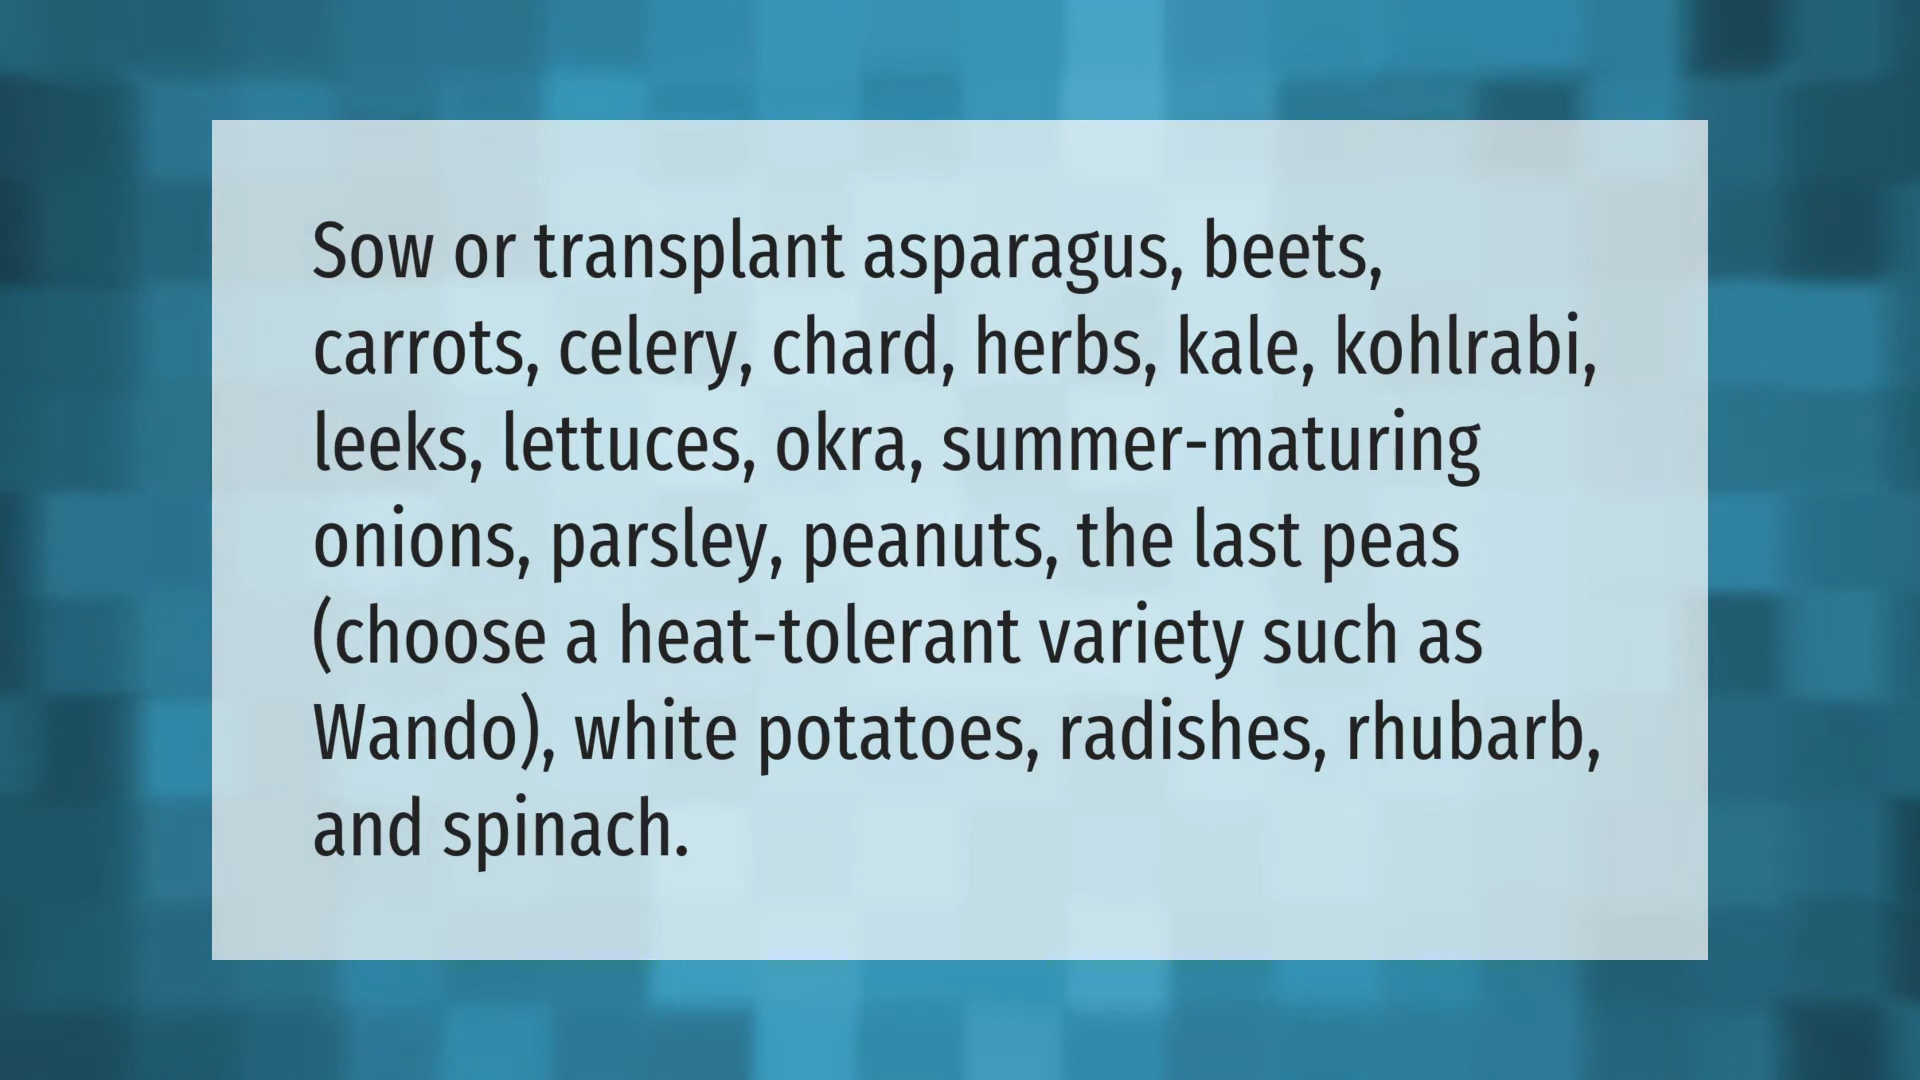 Sow or transplant asparagus, beets,
carrots, celery, chard, herbs, kale, kohlrabi,
leeks, lettuces, okra, summer-maturing
onions, parsley, peanuts, the last peas
(choose a heat-tolerant variety such as
Wando), white potatoes, radishes, rhubarb,
and spinach.